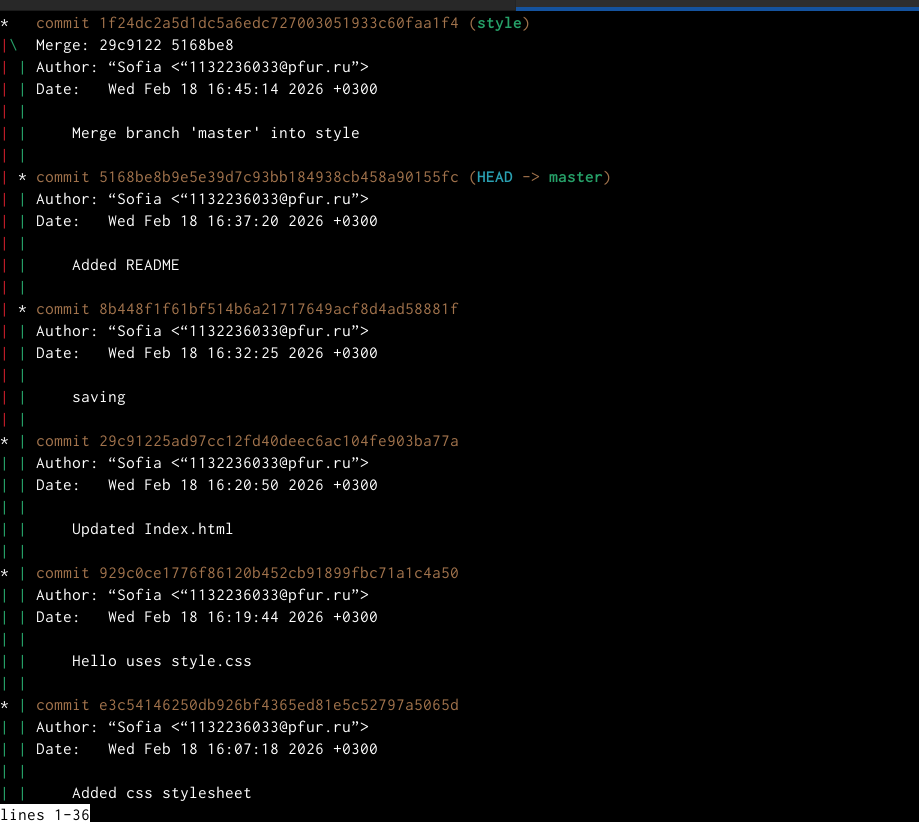 *   commit 1f24dc2a5d1dc5a6edc727003051933c60faa1f4 (style)
|\  Merge: 29c9122 5168be8
| | Author: “Sofia <“1132236033@pfur.ru”>
| | Date:   Wed Feb 18 16:45:14 2026 +0300
| |
| |     Merge branch 'master' into style
| |
| * commit 5168be8b9e5e39d7c93bb184938cb458a90155fc (HEAD -> master)
| | Author: “Sofia <“1132236033@pfur.ru”>
| | Date:   Wed Feb 18 16:37:20 2026 +0300
| |
| |     Added README
| |
| * commit 8b448f1f61bf514b6a21717649acf8d4ad58881f
| | Author: “Sofia <“1132236033@pfur.ru”>
| | Date:   Wed Feb 18 16:32:25 2026 +0300
| |
| |     saving
| |
* | commit 29c91225ad97cc12fd40deec6ac104fe903ba77a
| | Author: “Sofia <“1132236033@pfur.ru”>
| | Date:   Wed Feb 18 16:20:50 2026 +0300
| |
| |     Updated Index.html
| |
* | commit 929c0ce1776f86120b452cb91899fbc71a1c4a50
| | Author: “Sofia <“1132236033@pfur.ru”>
| | Date:   Wed Feb 18 16:19:44 2026 +0300
| |
| |     Hello uses style.css
| |
* | commit e3c54146250db926bf4365ed81e5c52797a5065d
| | Author: “Sofia <“1132236033@pfur.ru”>
| | Date:   Wed Feb 18 16:07:18 2026 +0300
| |
| |     Added css stylesheet
lines 1-36